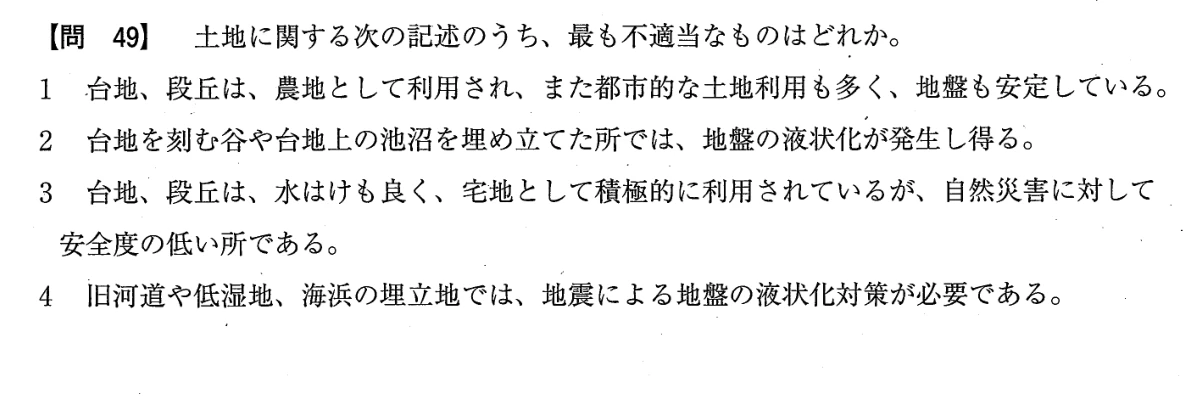 【問 49】 土地に関する次の記述のうち、最も不適当なものはどれか。
1 台地、段丘は、農地として利用され、また都市的な土地利用も多く、地盤も安定している。
2 台地を刻む谷や台地上の池沼を埋め立てた所では、地盤の液状化が発生し得る。
3 台地、段丘は、水はけも良く、宅地として積極的に利用されているが、自然災害に対して
安全度の低い所である。
4 旧河道や低湿地、海浜の埋立地では、地震による地盤の液状化対策が必要である。